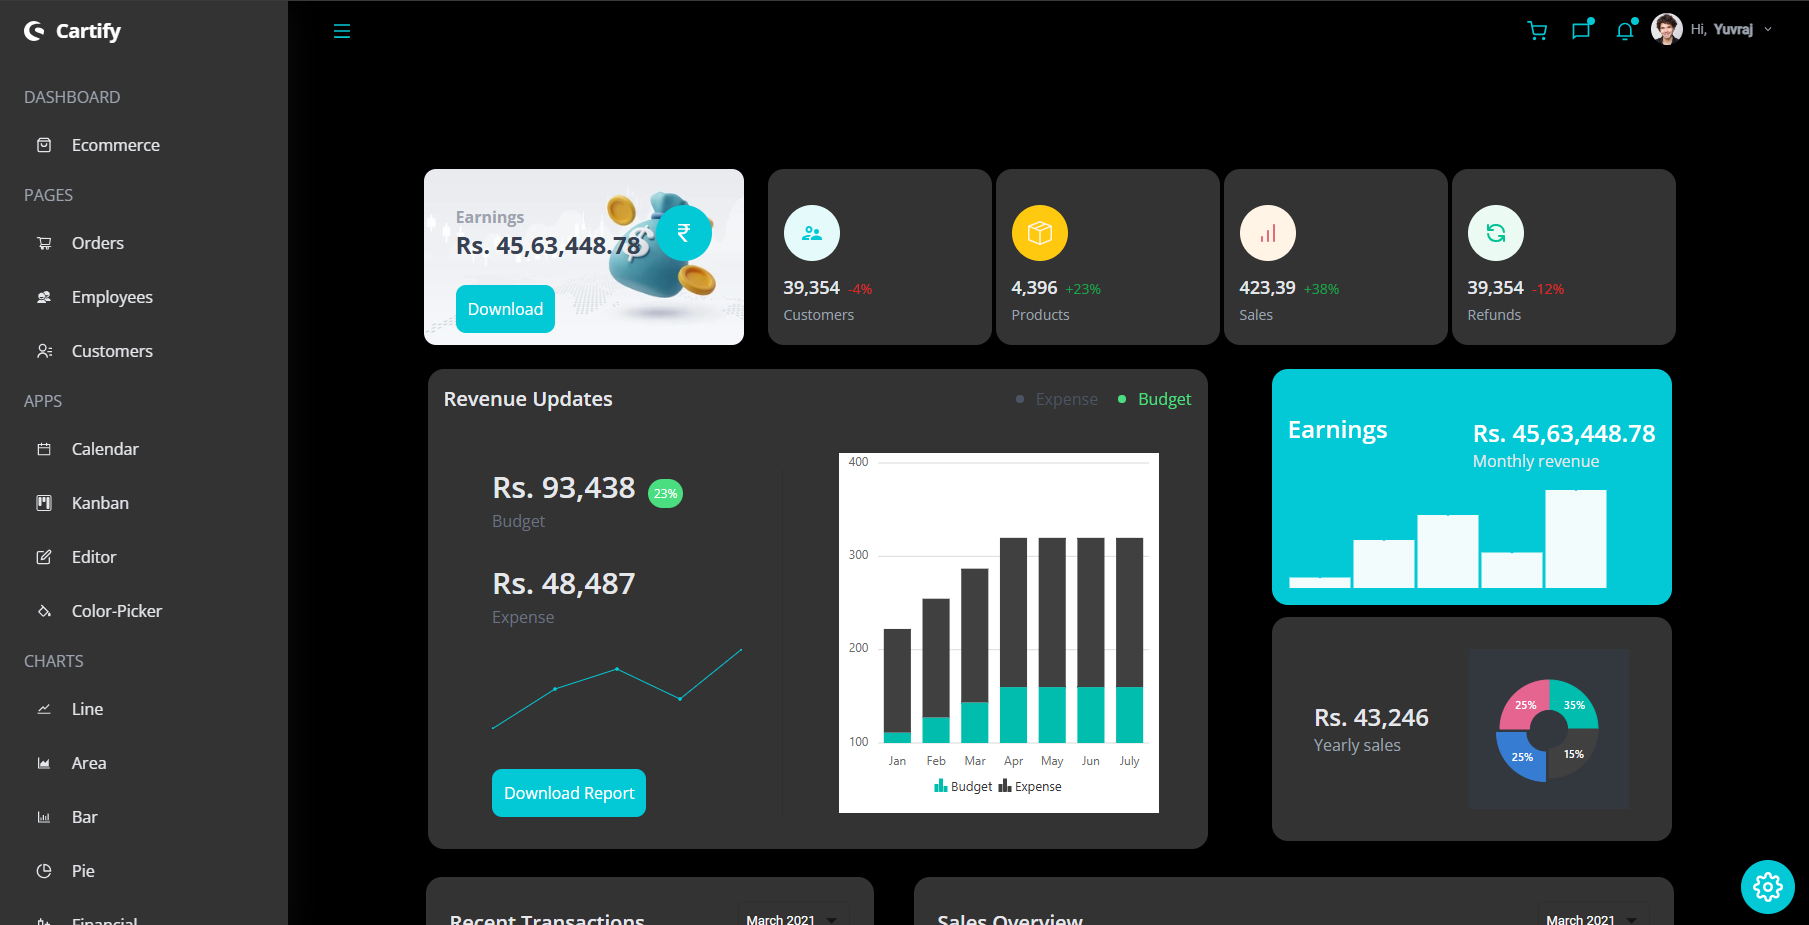 Cartify
Hi, Yuvraj
DASHBOARD
Ecommerce
PAGES
Orders
Employees
Customers
APPS
Calendar
Kanban
Editor
Color-Picker
CHARTS
Line
Area
Bar
Pie
Financial
Earnings
Rs. 45,63,448.78
₹
$
Download
39,354 -4%
Customers
4,396 +23%
Products
423,39 +38%
Sales
39,354 -12%
Refunds
Revenue Updates
Expense
Budget
Rs. 93,438 23%
Budget
Rs. 48,487
Expense
Download Report
400
300
200
100
Jan Feb Mar Apr May Jun July
Budget Expense
Earnings
Rs. 45,63,448.78
Monthly revenue
Rs. 43,246
Yearly sales
25% 35%
25% 15%
Recent Transactions
March 2021
Sales Overview
March 2021